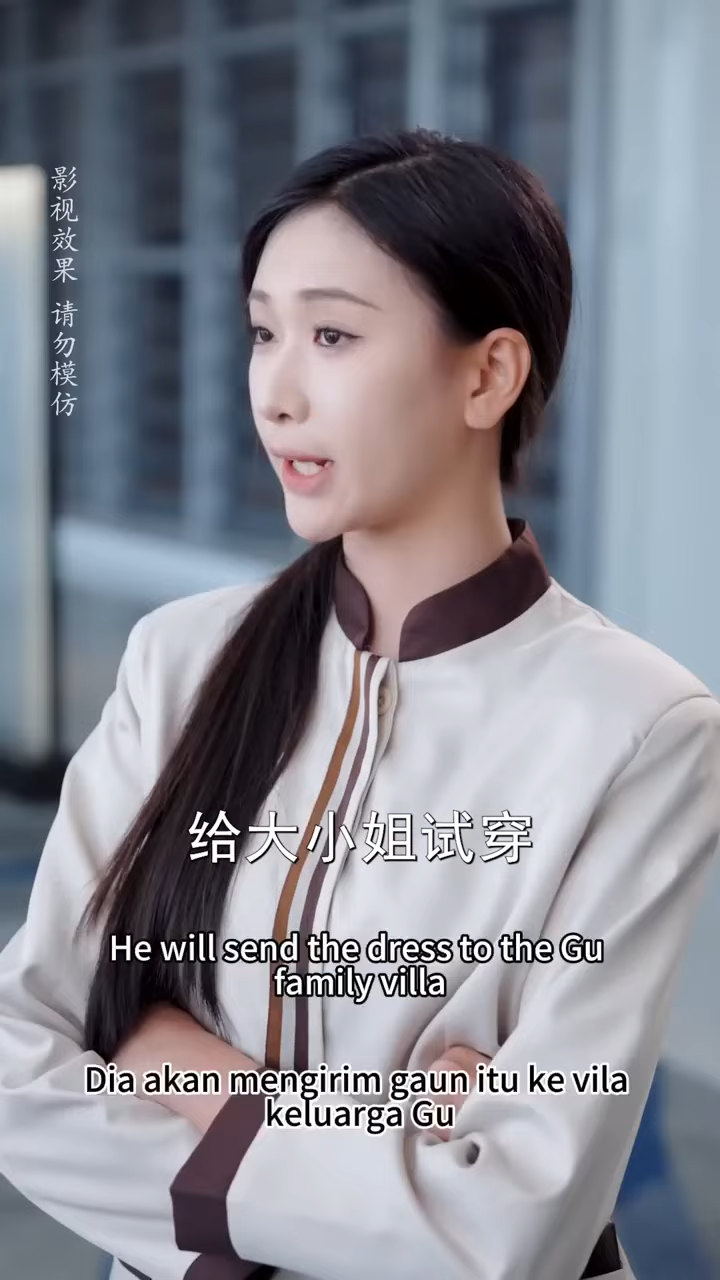 影视效果 请勿模仿
给大小姐试穿
He will send the dress to the Gu
family villa
Dia akan mengirim gaun itu ke vila
keluarga Gu